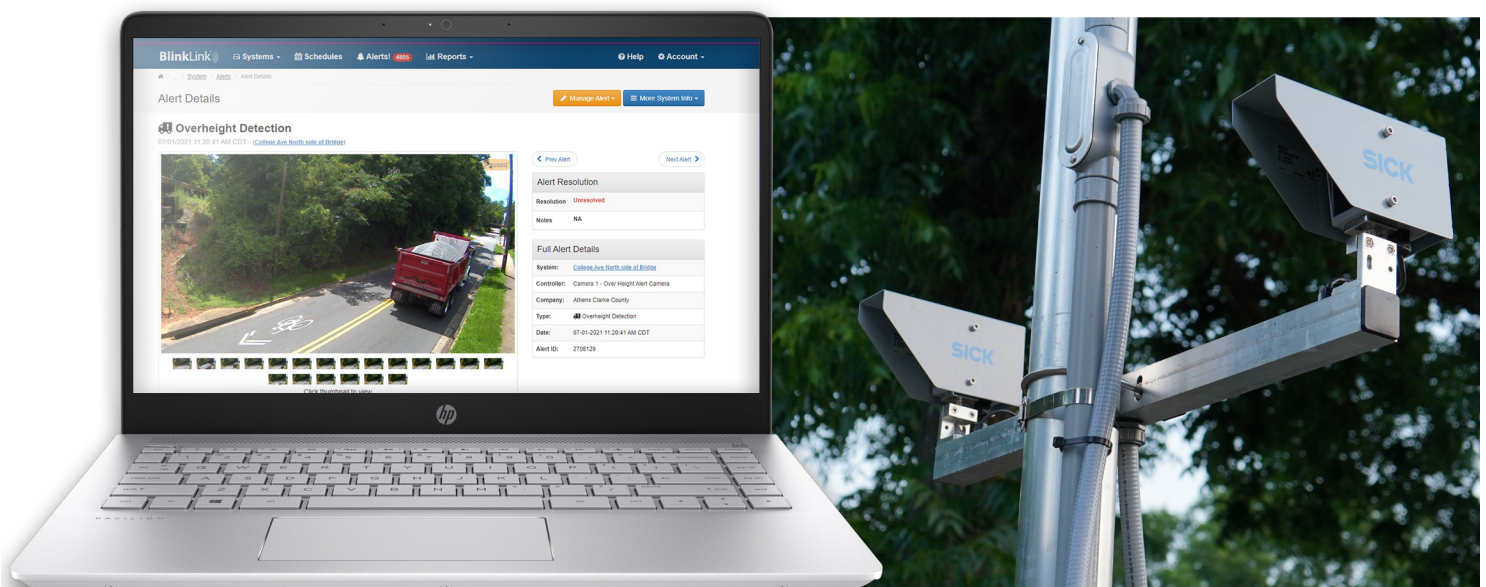 BlinkLink
Systems Schedules Alerts! 4805 Reports Help Account
System / Alerts / Alert Details
Alert Details
Manage Alert More System Info
Overheight Detection
07/01/2021 11:20:41 AM CDT (College Ave North side of Bridge)
Paused
Prev Alert Next Alert
Alert Resolution
Resolution Unresolved
Notes NA
Full Alert Details
System: College Ave North side of Bridge
Controller: Camera 1 - Over Height Alert Camera
Company: Athens Clarke County
Type: Overheight Detection
Date: 07-01-2021 11:20:41 AM CDT
Alert ID: 2708129
Click thumbnail to view
hp
PAVILION
SICK
SICK